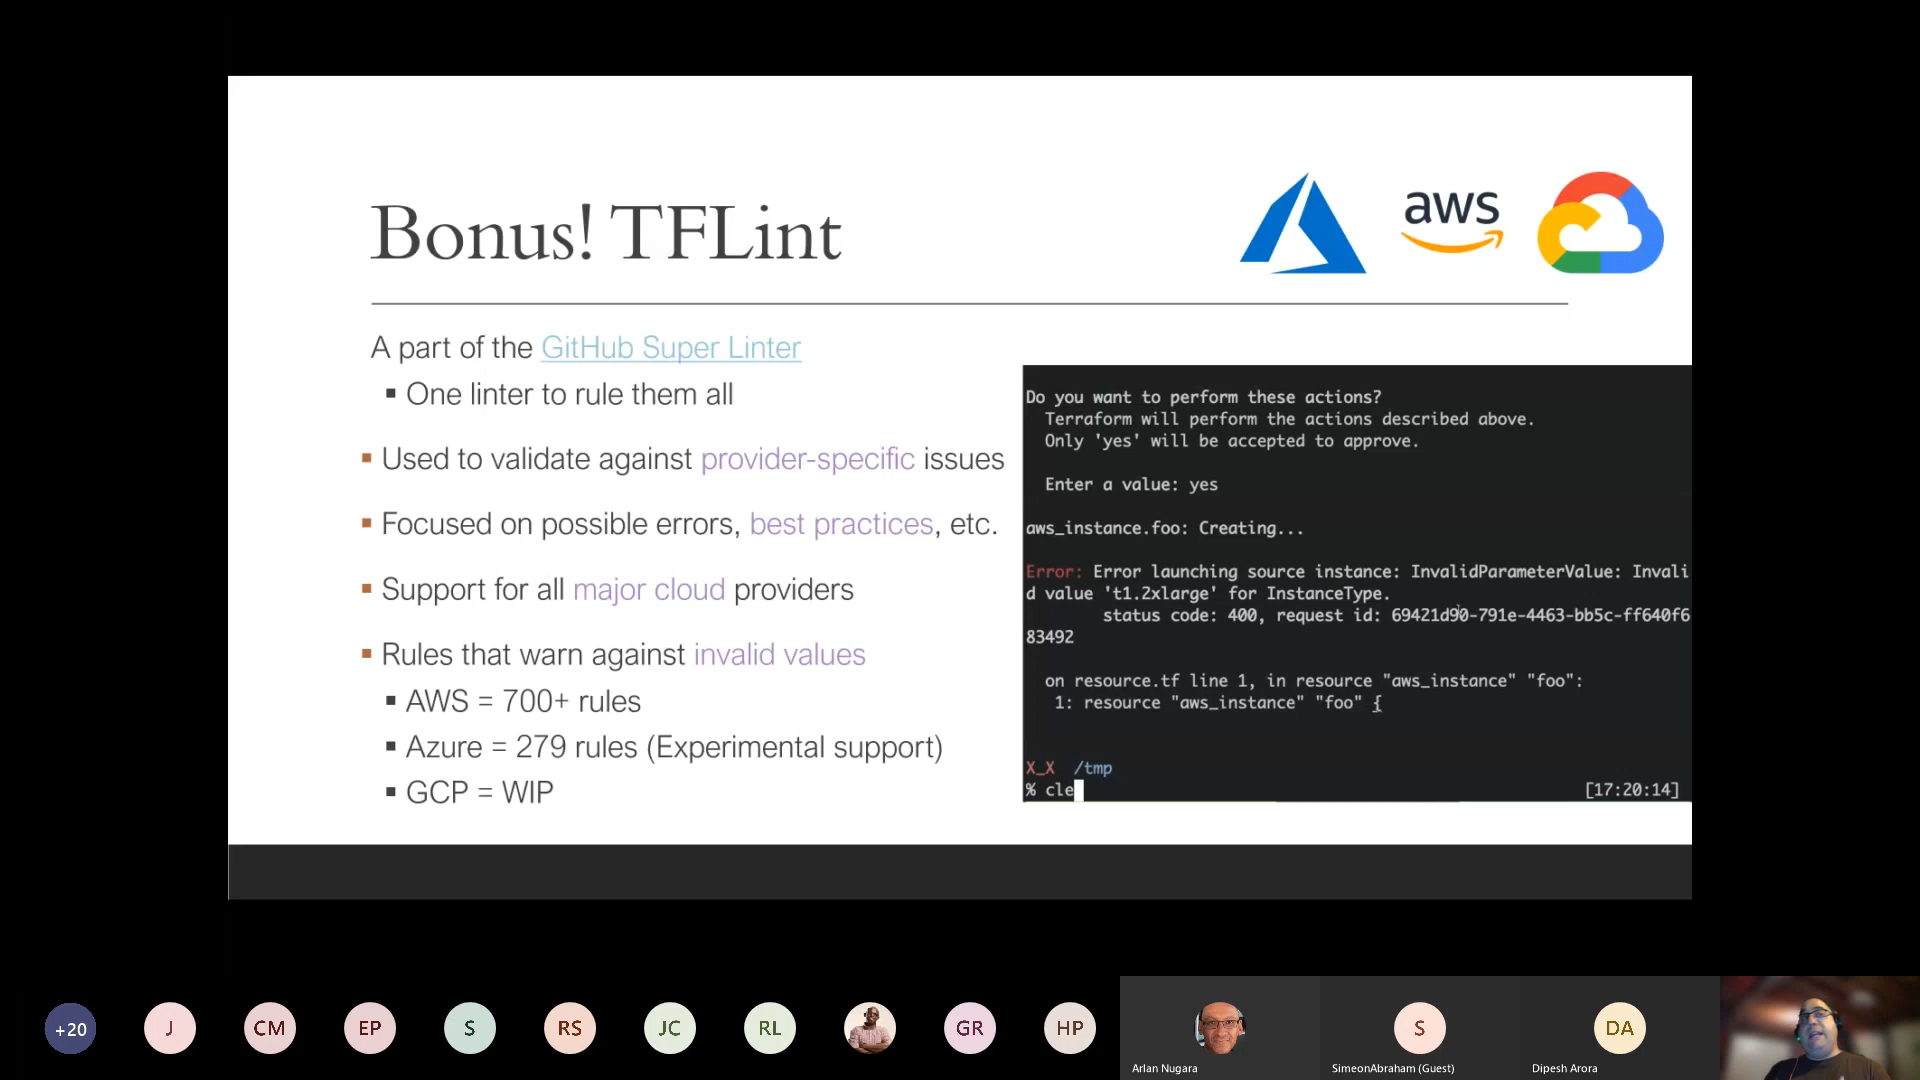 Bonus! TFLint
aws
A part of the GitHub Super Linter
▪ One linter to rule them all
▪ Used to validate against provider-specific issues
▪ Focused on possible errors, best practices, etc.
▪ Support for all major cloud providers
▪ Rules that warn against invalid values
▪ AWS = 700+ rules
▪ Azure = 279 rules (Experimental support)
▪ GCP = WIP
Do you want to perform these actions?
Terraform will perform the actions described above.
Only 'yes' will be accepted to approve.
Enter a value: yes
aws_instance.foo: Creating...
Error: Error launching source instance: InvalidParameterValue: Invali
d value 't1.2xlarge' for InstanceType.
status code: 400, request id: 69421d90-791e-4463-bb5c-ff640f6
83492
on resource.tf line 1, in resource "aws_instance" "foo":
1: resource "aws_instance" "foo" {
X_X /tmp
% cle [17:20:14]
+20 J CM EP S RS JC RL GR HP S DA
Arlan Nugara SimeonAbraham (Guest) Dipesh Arora